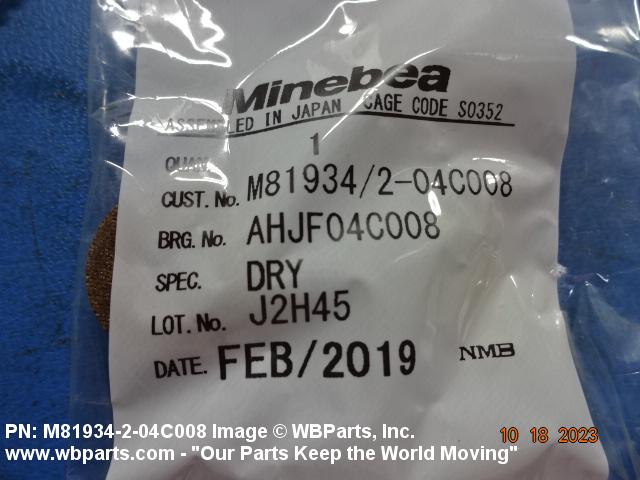 Minebea
ASSEMBLED IN JAPAN CAGE CODE S0352
QUAN. 1
CUST. No. M81934/2-04C008
BRG. No. AHJF04C008
SPEC. DRY
LOT. No. J2H45
DATE. FEB/2019 NMB
PN: M81934-2-04C008 Image © WBParts, Inc.
10 18 2023
www.wbparts.com - "Our Parts Keep the World Moving"